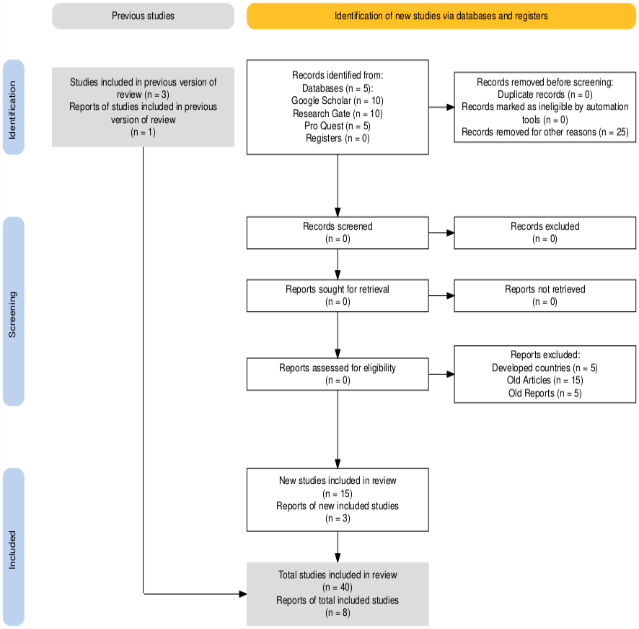 Previous studies
Identification of new studies via databases and registers
Identification
Studies included in previous version of
review (n = 3)
Reports of studies included in previous
version of review
(n = 1)
Records identified from:
Databases (n = 5):
Google Scholar (n = 10)
Research Gate (n = 10)
Pro Quest (n = 5)
Registers (n = 0)
Records removed before screening:
Duplicate records (n = 0)
Records marked as ineligible by automation
tools (n = 0)
Records removed for other reasons (n = 25)
Screening
Records screened
(n = 0)
Records excluded
(n = 0)
Reports sought for retrieval
(n = 0)
Reports not retrieved
(n = 0)
Reports assessed for eligibility
(n = 0)
Reports excluded:
Developed countries (n = 5)
Old Articles (n = 15)
Old Reports (n = 5)
Included
New studies included in review
(n = 15)
Reports of new included studies
(n = 3)
Total studies included in review
(n = 40)
Reports of total included studies
(n = 8)